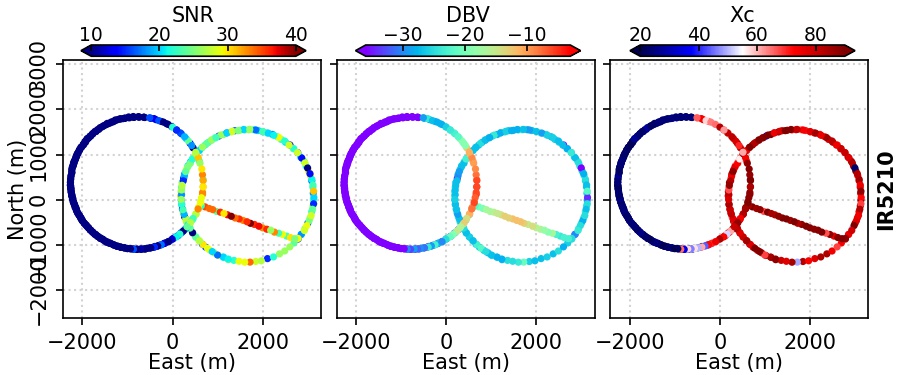 SNR DBV Xc
10 20 30 40 −30 −20 −10 20 40 60 80
North (m)
3000
2000
1000
0
−1000
−2000
−2000 0 2000 −2000 0 2000 −2000 0 2000
East (m) East (m) East (m)
IR5210